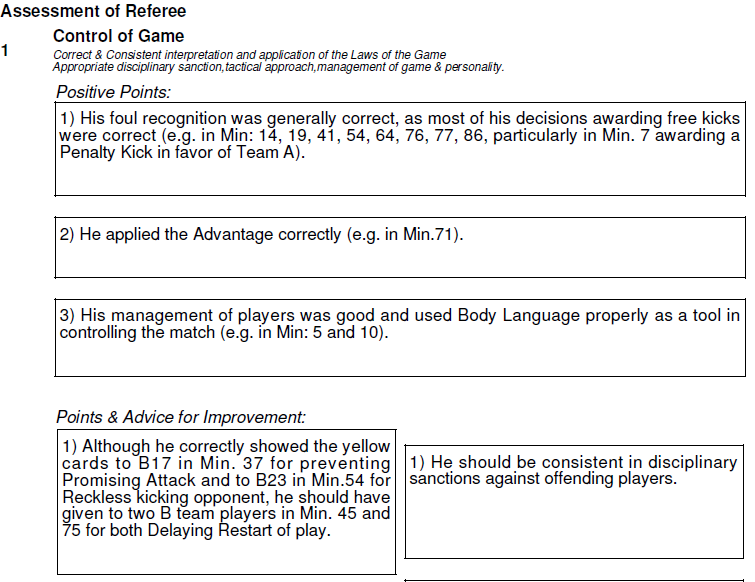 Assessment of Referee
1
Control of Game
Correct & Consistent interpretation and application of the Laws of the Game
Appropriate disciplinary sanction,tactical approach,management of game & personality.
Positive Points:
1) His foul recognition was generally correct, as most of his decisions awarding free kicks
were correct (e.g. in Min: 14, 19, 41, 54, 64, 76, 77, 86, particularly in Min. 7 awarding a
Penalty Kick in favor of Team A).
2) He applied the Advantage correctly (e.g. in Min.71).
3) His management of players was good and used Body Language properly as a tool in
controlling the match (e.g. in Min: 5 and 10).
Points & Advice for Improvement:
1) Although he correctly showed the yellow
cards to B17 in Min. 37 for preventing
Promising Attack and to B23 in Min.54 for
Reckless kicking opponent, he should have
given to two B team players in Min. 45 and
75 for both Delaying Restart of play.
1) He should be consistent in disciplinary
sanctions against offending players.